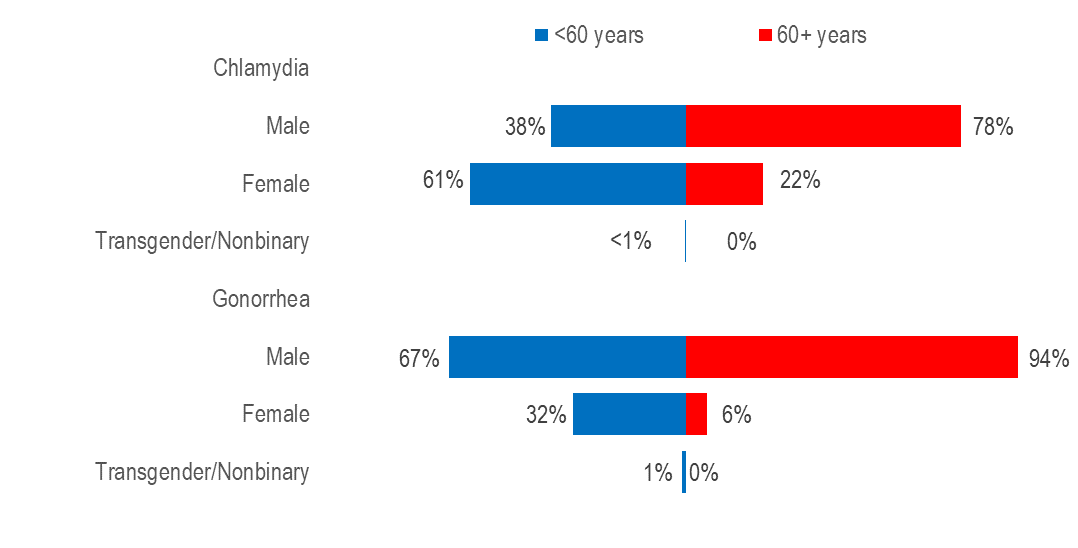 <60 years 60+ years
Chlamydia
Male 38% 78%
Female 61% 22%
Transgender/Nonbinary <1% 0%
Gonorrhea
Male 67% 94%
Female 32% 6%
Transgender/Nonbinary 1% 0%